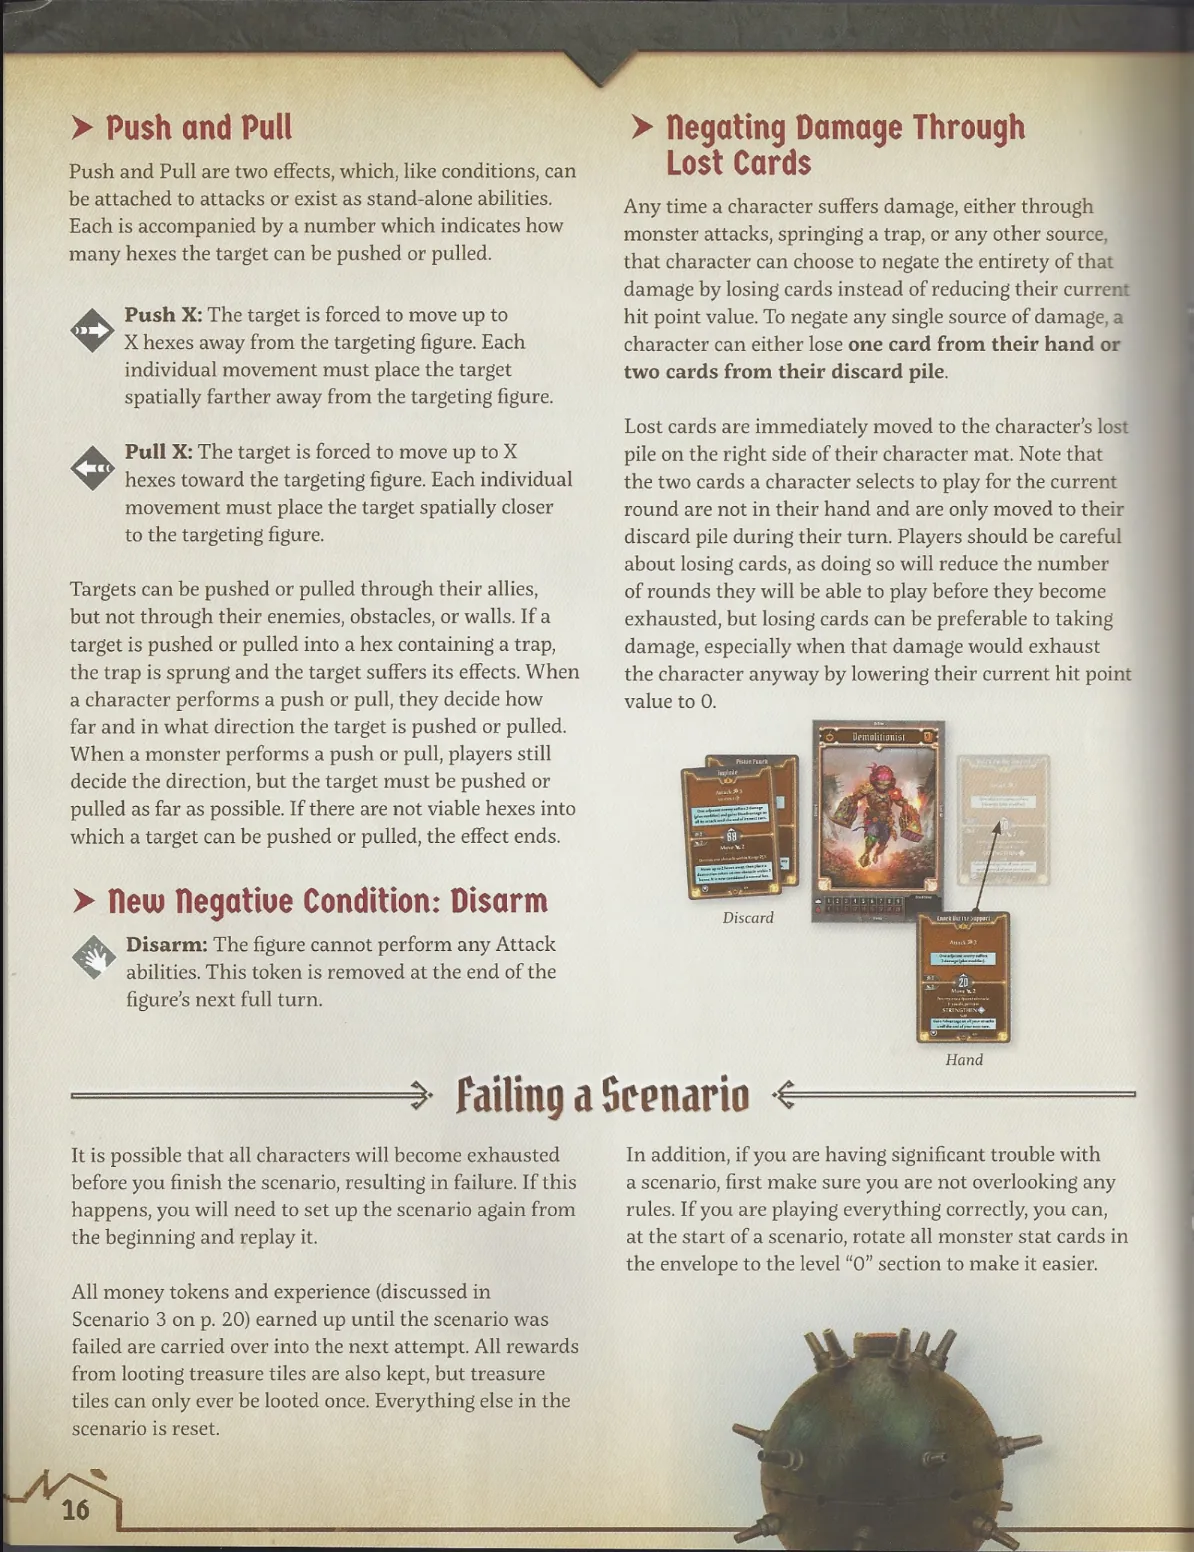 Push and Pull
Push and Pull are two effects, which, like conditions, can
be attached to attacks or exist as stand-alone abilities.
Each is accompanied by a number which indicates how
many hexes the target can be pushed or pulled.
Push X: The target is forced to move up to
X hexes away from the targeting figure. Each
individual movement must place the target
spatially farther away from the targeting figure.
Pull X: The target is forced to move up to X
hexes toward the targeting figure. Each individual
movement must place the target spatially closer
to the targeting figure.
Targets can be pushed or pulled through their allies,
but not through their enemies, obstacles, or walls. If a
target is pushed or pulled into a hex containing a trap,
the trap is sprung and the target suffers its effects. When
a character performs a push or pull, they decide how
far and in what direction the target is pushed or pulled.
When a monster performs a push or pull, players still
decide the direction, but the target must be pushed or
pulled as far as possible. If there are not viable hexes into
which a target can be pushed or pulled, the effect ends.
New Negative Condition: Disarm
Disarm: The figure cannot perform any Attack
abilities. This token is removed at the end of the
figure's next full turn.
Negating Damage Through
Lost Cards
Any time a character suffers damage, either through
monster attacks, springing a trap, or any other source,
that character can choose to negate the entirety of that
damage by losing cards instead of reducing their current
hit point value. To negate any single source of damage, a
character can either lose one card from their hand or
two cards from their discard pile.
Lost cards are immediately moved to the character's lost
pile on the right side of their character mat. Note that
the two cards a character selects to play for the current
round are not in their hand and are only moved to their
discard pile during their turn. Players should be careful
about losing cards, as doing so will reduce the number
of rounds they will be able to play before they become
exhausted, but losing cards can be preferable to taking
damage, especially when that damage would exhaust
the character anyway by lowering their current hit point
value to 0.
Demolitionist
Implode
Attack 3
88
Move 2
Discard
Attack 3
20
Move 2
STRENGTHEN
Hand
Failing a Scenario
It is possible that all characters will become exhausted
before you finish the scenario, resulting in failure. If this
happens, you will need to set up the scenario again from
the beginning and replay it.
All money tokens and experience (discussed in
Scenario 3 on p. 20) earned up until the scenario was
failed are carried over into the next attempt. All rewards
from looting treasure tiles are also kept, but treasure
tiles can only ever be looted once. Everything else in the
scenario is reset.
In addition, if you are having significant trouble with
a scenario, first make sure you are not overlooking any
rules. If you are playing everything correctly, you can,
at the start of a scenario, rotate all monster stat cards in
the envelope to the level “0” section to make it easier.
16